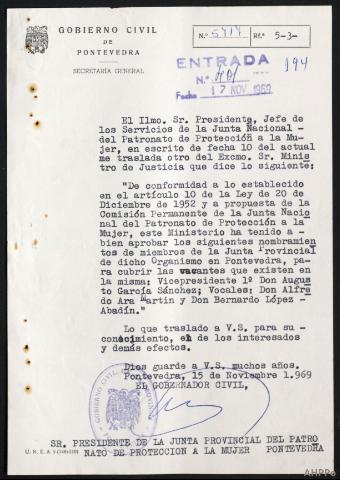 GOBIERNO CIVIL
DE
PONTEVEDRA
SECRETARÍA GENERAL
N.º 5414 Rf.ª 5-3-
ENTRADA
N.º
194
Fecha 17 NOV. 1969
El Ilmo. Sr. Presidente, Jefe de
los Servicios de la Junta Nacional -
del Patronato de Protección a la Mu-
jer, en escrito de fecha 10 del actual
me traslada otro del Excmo. Sr. Minis
tro de Justicia que dice lo siguiente:
"De conformidad a lo establecido
en el artículo 10 de la Ley de 20 de
Diciembre de 1952 y a propuesta de la
Comisión Permanente de la Junta Nacio
nal del Patronato de Protección a la
Mujer, este Ministerio ha tenido a -
bien aprobar los siguientes nombramien
tos de miembros de la Junta Provincial
de dicho Organismo en Pontevedra, pa-
ra cubrir las vacantes que existen en
la misma: Vicepresidente 1º Don Augus
to García Sánchez; Vocales: Don Alfre
do Ara Martín y Don Bernardo López-
Abadín."
Lo que traslado a V.S. para su -
conocimiento, el de los interesados
y demás efectos.
Dios guarde a V.S. muchos años.
Pontevedra, 15 de Noviembre 1.969
EL GOBERNADOR CIVIL,
GOBIERNO CIVIL DE LA PROVINCIA
SR. PRESIDENTE DE LA JUNTA PROVINCIAL DEL PATRO
NATO DE PROTECCION A LA MUJER PONTEVEDRA
AHPPo